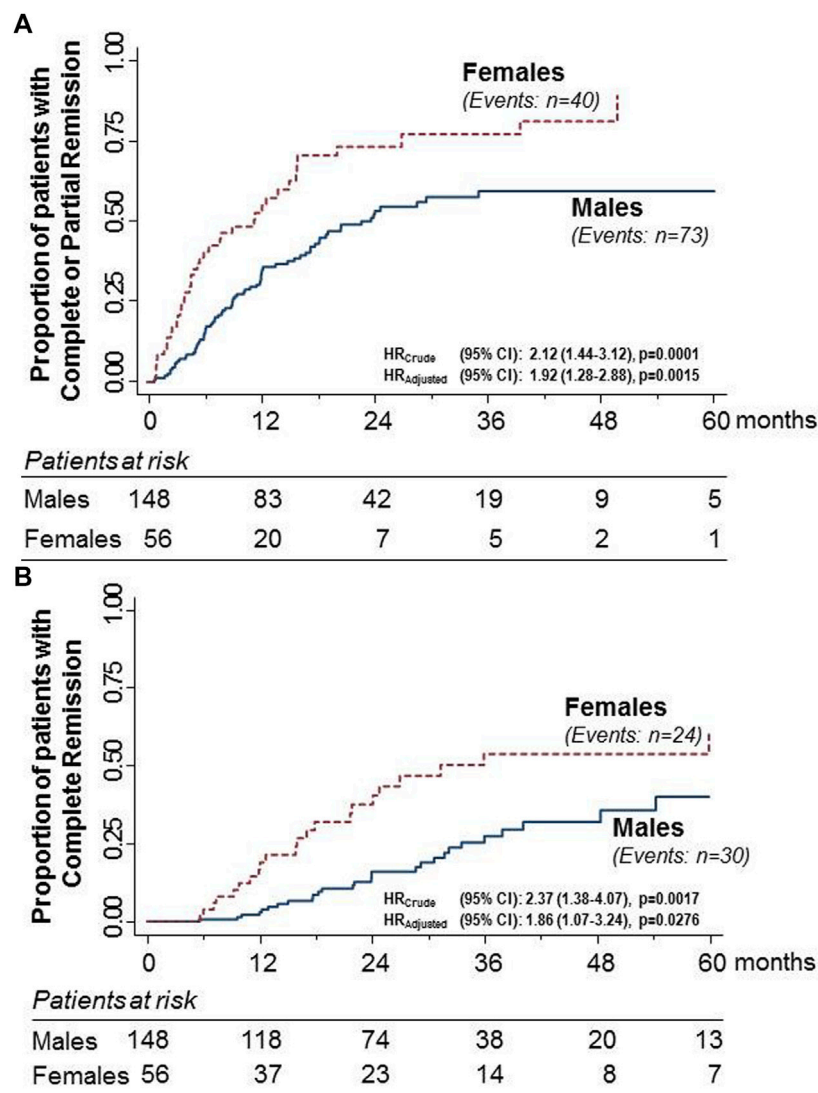 A
Proportion of patients with
Complete or Partial Remission
1.00
0.75
0.50
0.25
0.00
Females
(Events: n=40)
Males
(Events: n=73)
HRCrude (95% CI): 2.12 (1.44-3.12), p=0.0001
HRAdjusted (95% CI): 1.92 (1.28-2.88), p=0.0015
0 12 24 36 48 60 months
Patients at risk
Males 148 83 42 19 9 5
Females 56 20 7 5 2 1
B
Proportion of patients with
Complete Remission
1.00
0.75
0.50
0.25
0.00
Females
(Events: n=24)
Males
(Events: n=30)
HRCrude (95% CI): 2.37 (1.38-4.07), p=0.0017
HRAdjusted (95% CI): 1.86 (1.07-3.24), p=0.0276
0 12 24 36 48 60 months
Patients at risk
Males 148 118 74 38 20 13
Females 56 37 23 14 8 7